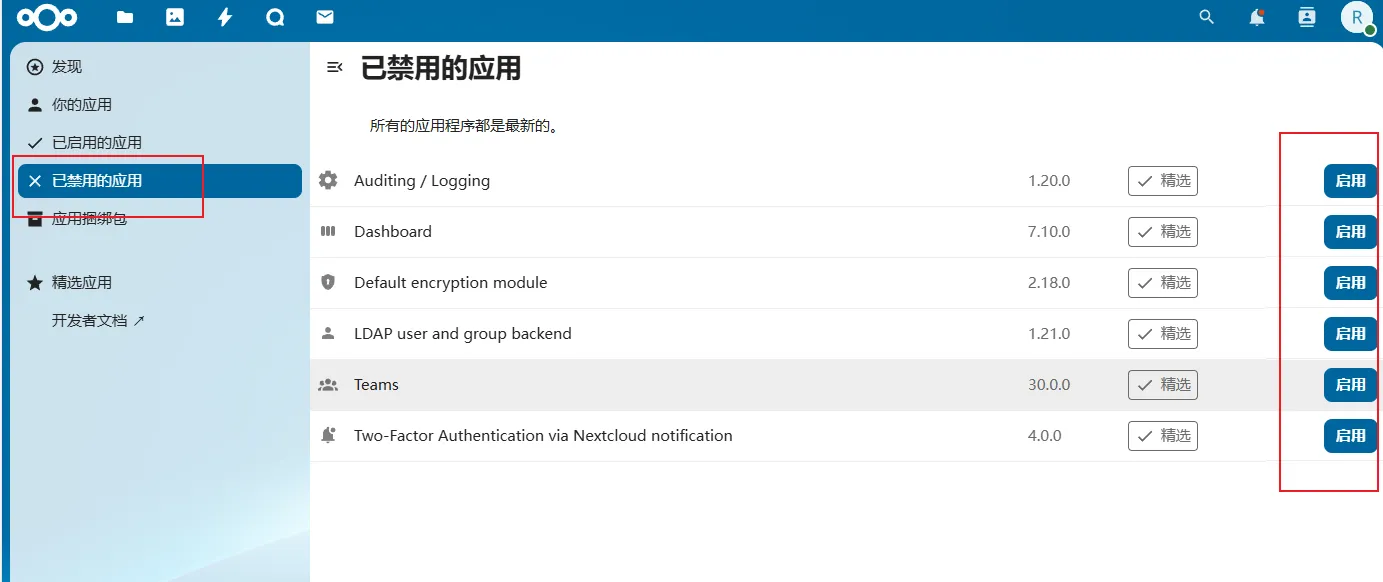 R
发现
你的应用
已启用的应用
已禁用的应用
应用捆绑包
精选应用
开发者文档 ↗
已禁用的应用
所有的应用程序都是最新的。
Auditing / Logging 1.20.0 精选 启用
Dashboard 7.10.0 精选 启用
Default encryption module 2.18.0 精选 启用
LDAP user and group backend 1.21.0 精选 启用
Teams 30.0.0 精选 启用
Two-Factor Authentication via Nextcloud notification 4.0.0 精选 启用